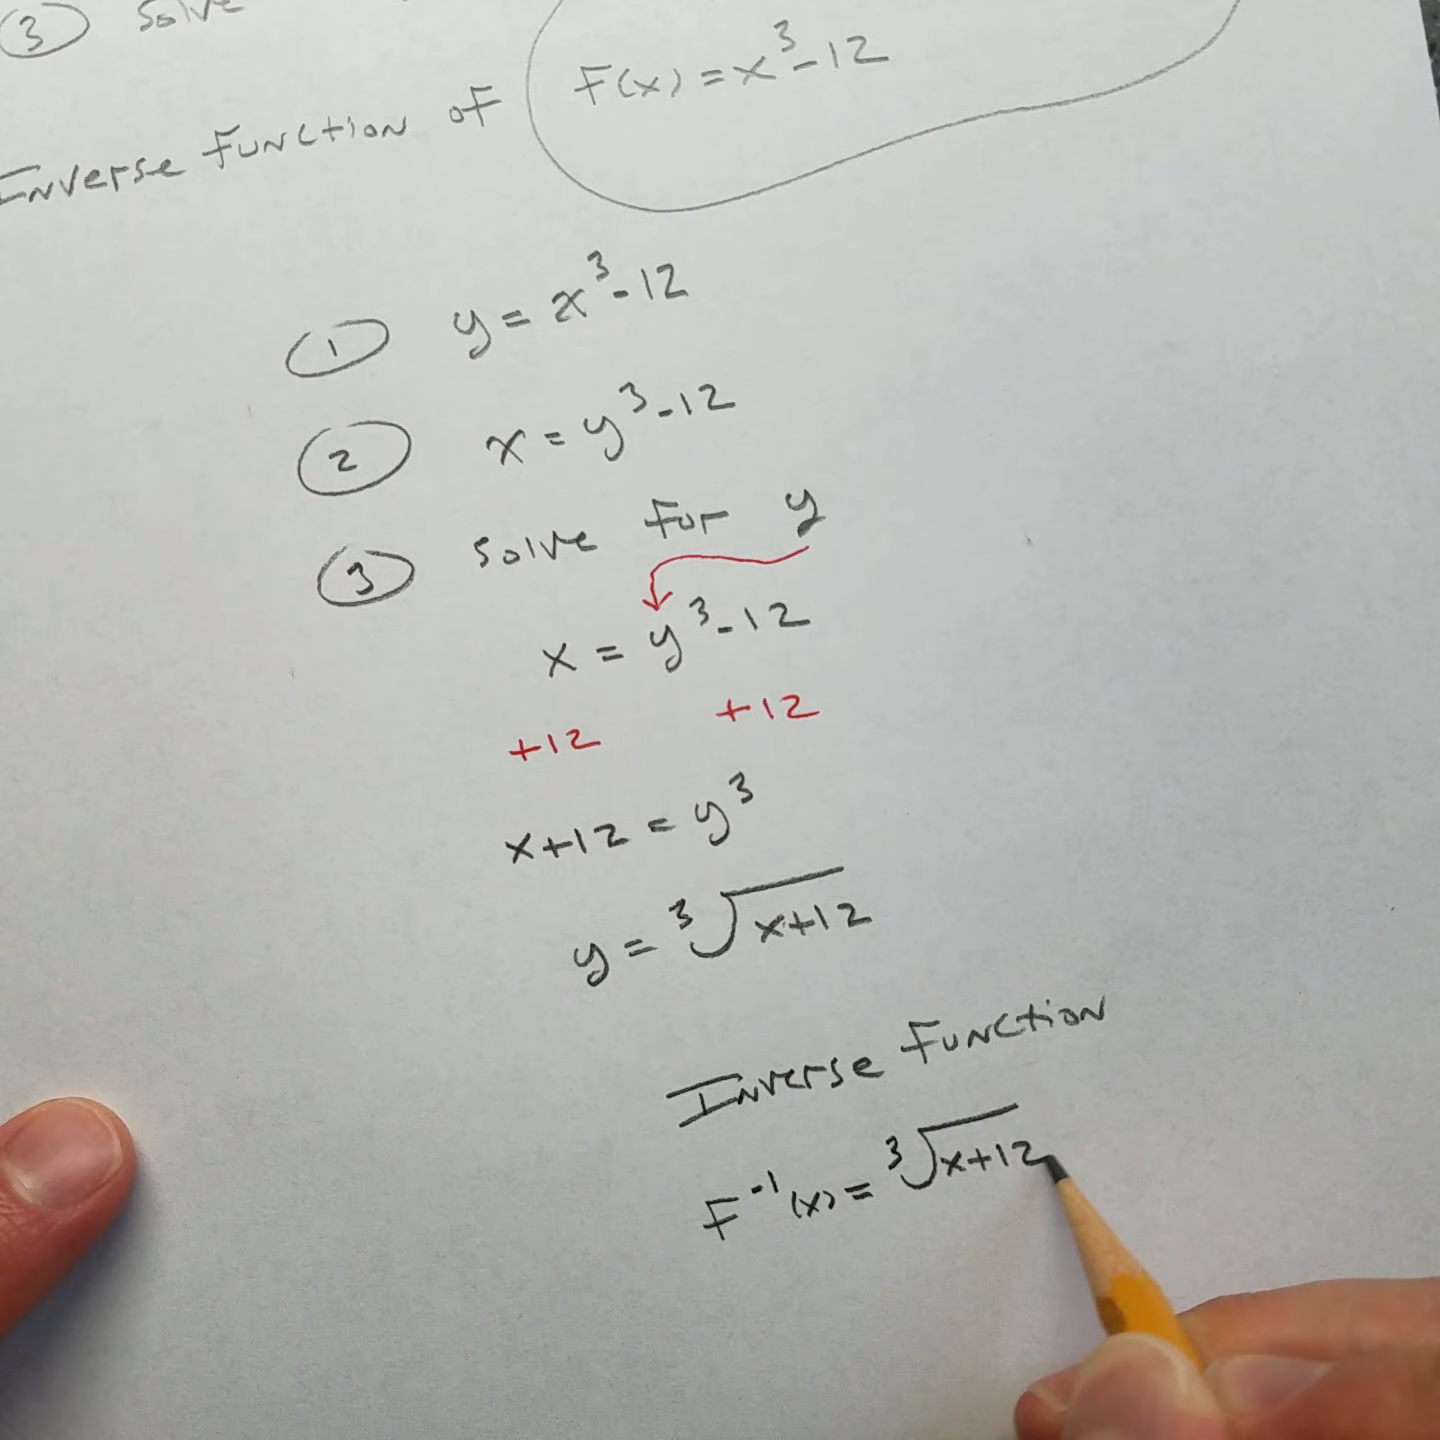 ③ Solve
Inverse Function of F(x) = x³-12
① y = x³-12
② x = y³-12
③ Solve for y
x = y³-12
+12 +12
x+12 = y³
y = ³√x+12
Inverse Function
F⁻¹(x) = ³√x+12